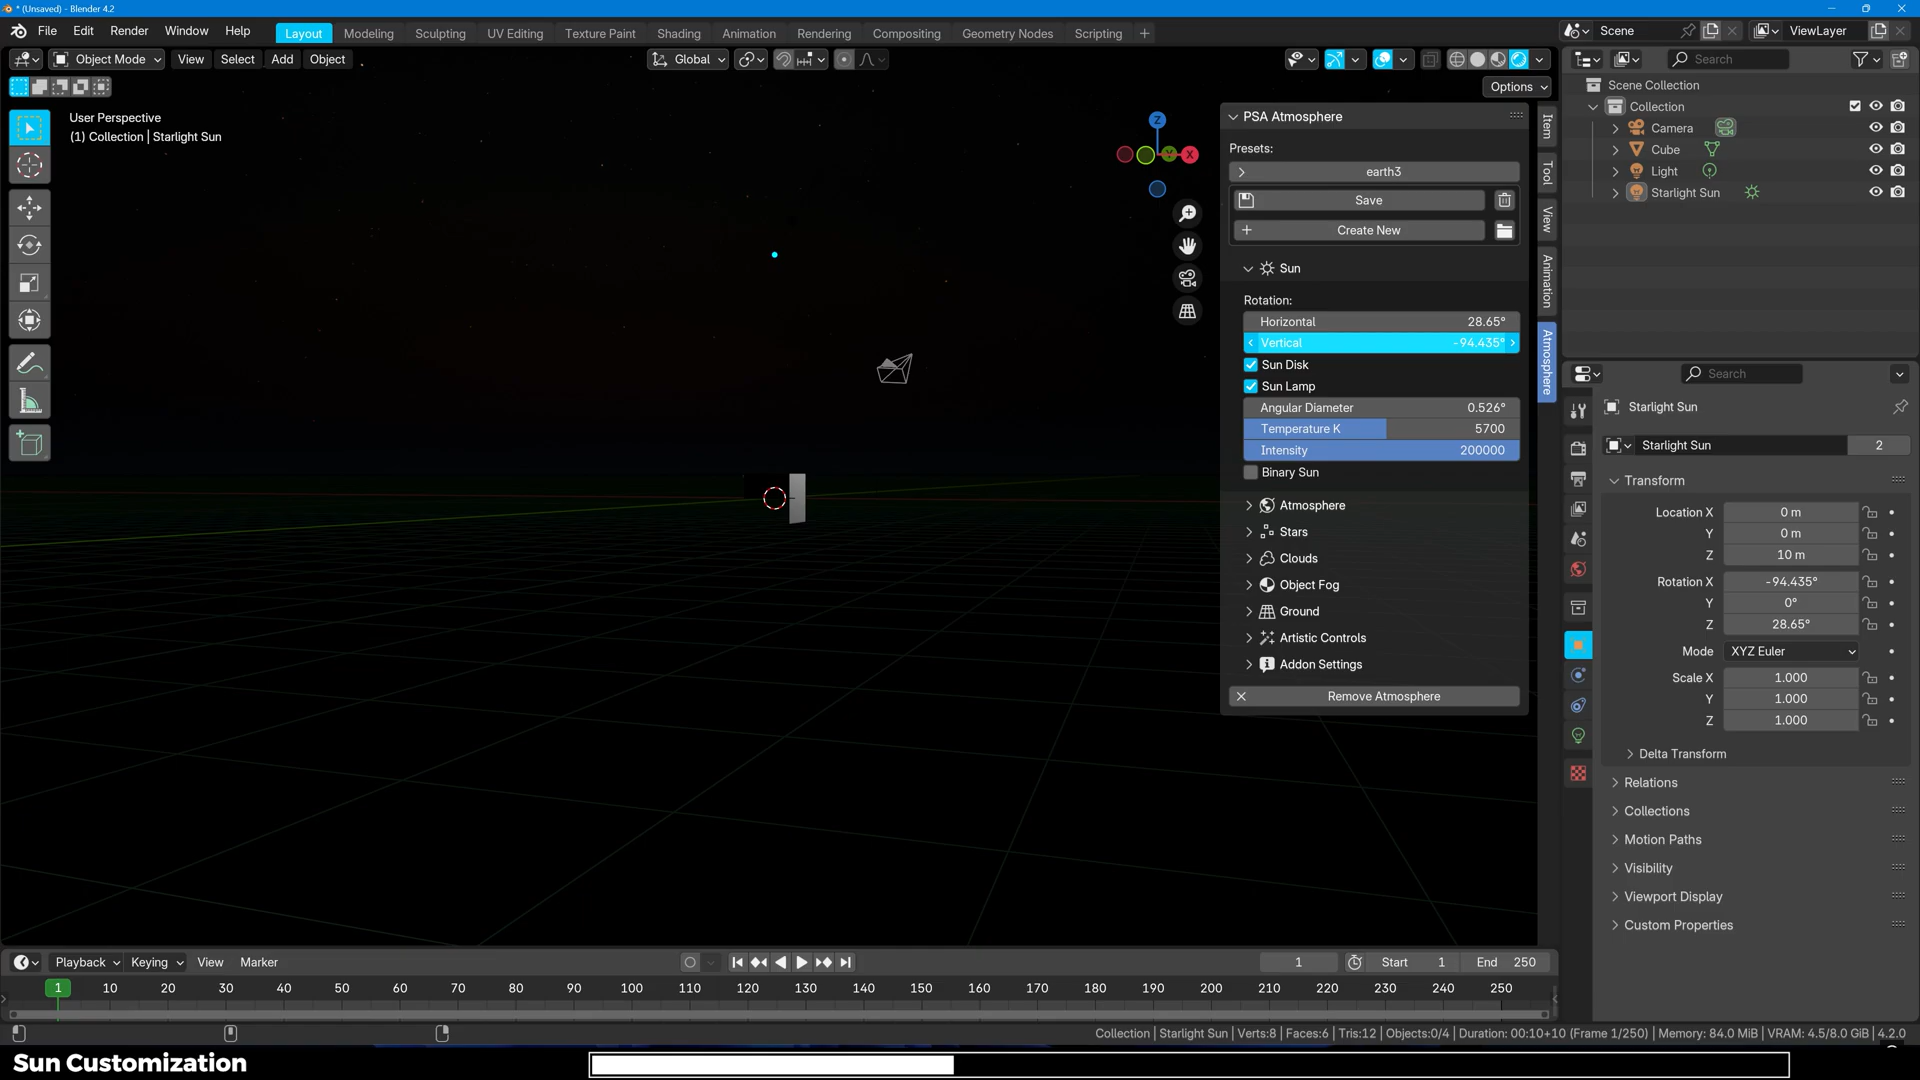 * (Unsaved) - Blender 4.2
File Edit Render Window Help
Layout Modeling Sculpting UV Editing Texture Paint Shading Animation Rendering Compositing Geometry Nodes Scripting +
Scene
ViewLayer
Object Mode View Select Add Object
Global
Search
Options
User Perspective
(1) Collection | Starlight Sun
Z
Y
X
PSA Atmosphere
Presets:
earth3
Save
Create New
Sun
Rotation:
Horizontal 28.65°
Vertical -94.435°
Sun Disk
Sun Lamp
Angular Diameter 0.526°
Temperature K 5700
Intensity 200000
Binary Sun
Atmosphere
Stars
Clouds
Object Fog
Ground
Artistic Controls
Addon Settings
Remove Atmosphere
Item
Tool
View
Animation
Atmosphere
Scene Collection
Collection
Camera
Cube
Light
Starlight Sun
Search
Starlight Sun
Starlight Sun 2
Transform
Location X 0 m
Y 0 m
Z 10 m
Rotation X -94.435°
Y 0°
Z 28.65°
Mode XYZ Euler
Scale X 1.000
Y 1.000
Z 1.000
Delta Transform
Relations
Collections
Motion Paths
Visibility
Viewport Display
Custom Properties
Playback Keying View Marker
1 Start 1 End 250
1 10 20 30 40 50 60 70 80 90 100 110 120 130 140 150 160 170 180 190 200 210 220 230 240 250
Collection | Starlight Sun | Verts:8 | Faces:6 | Tris:12 | Objects:0/4 | Duration: 00:10+10 (Frame 1/250) | Memory: 84.0 MiB | VRAM: 4.5/8.0 GiB | 4.2.0
Sun Customization